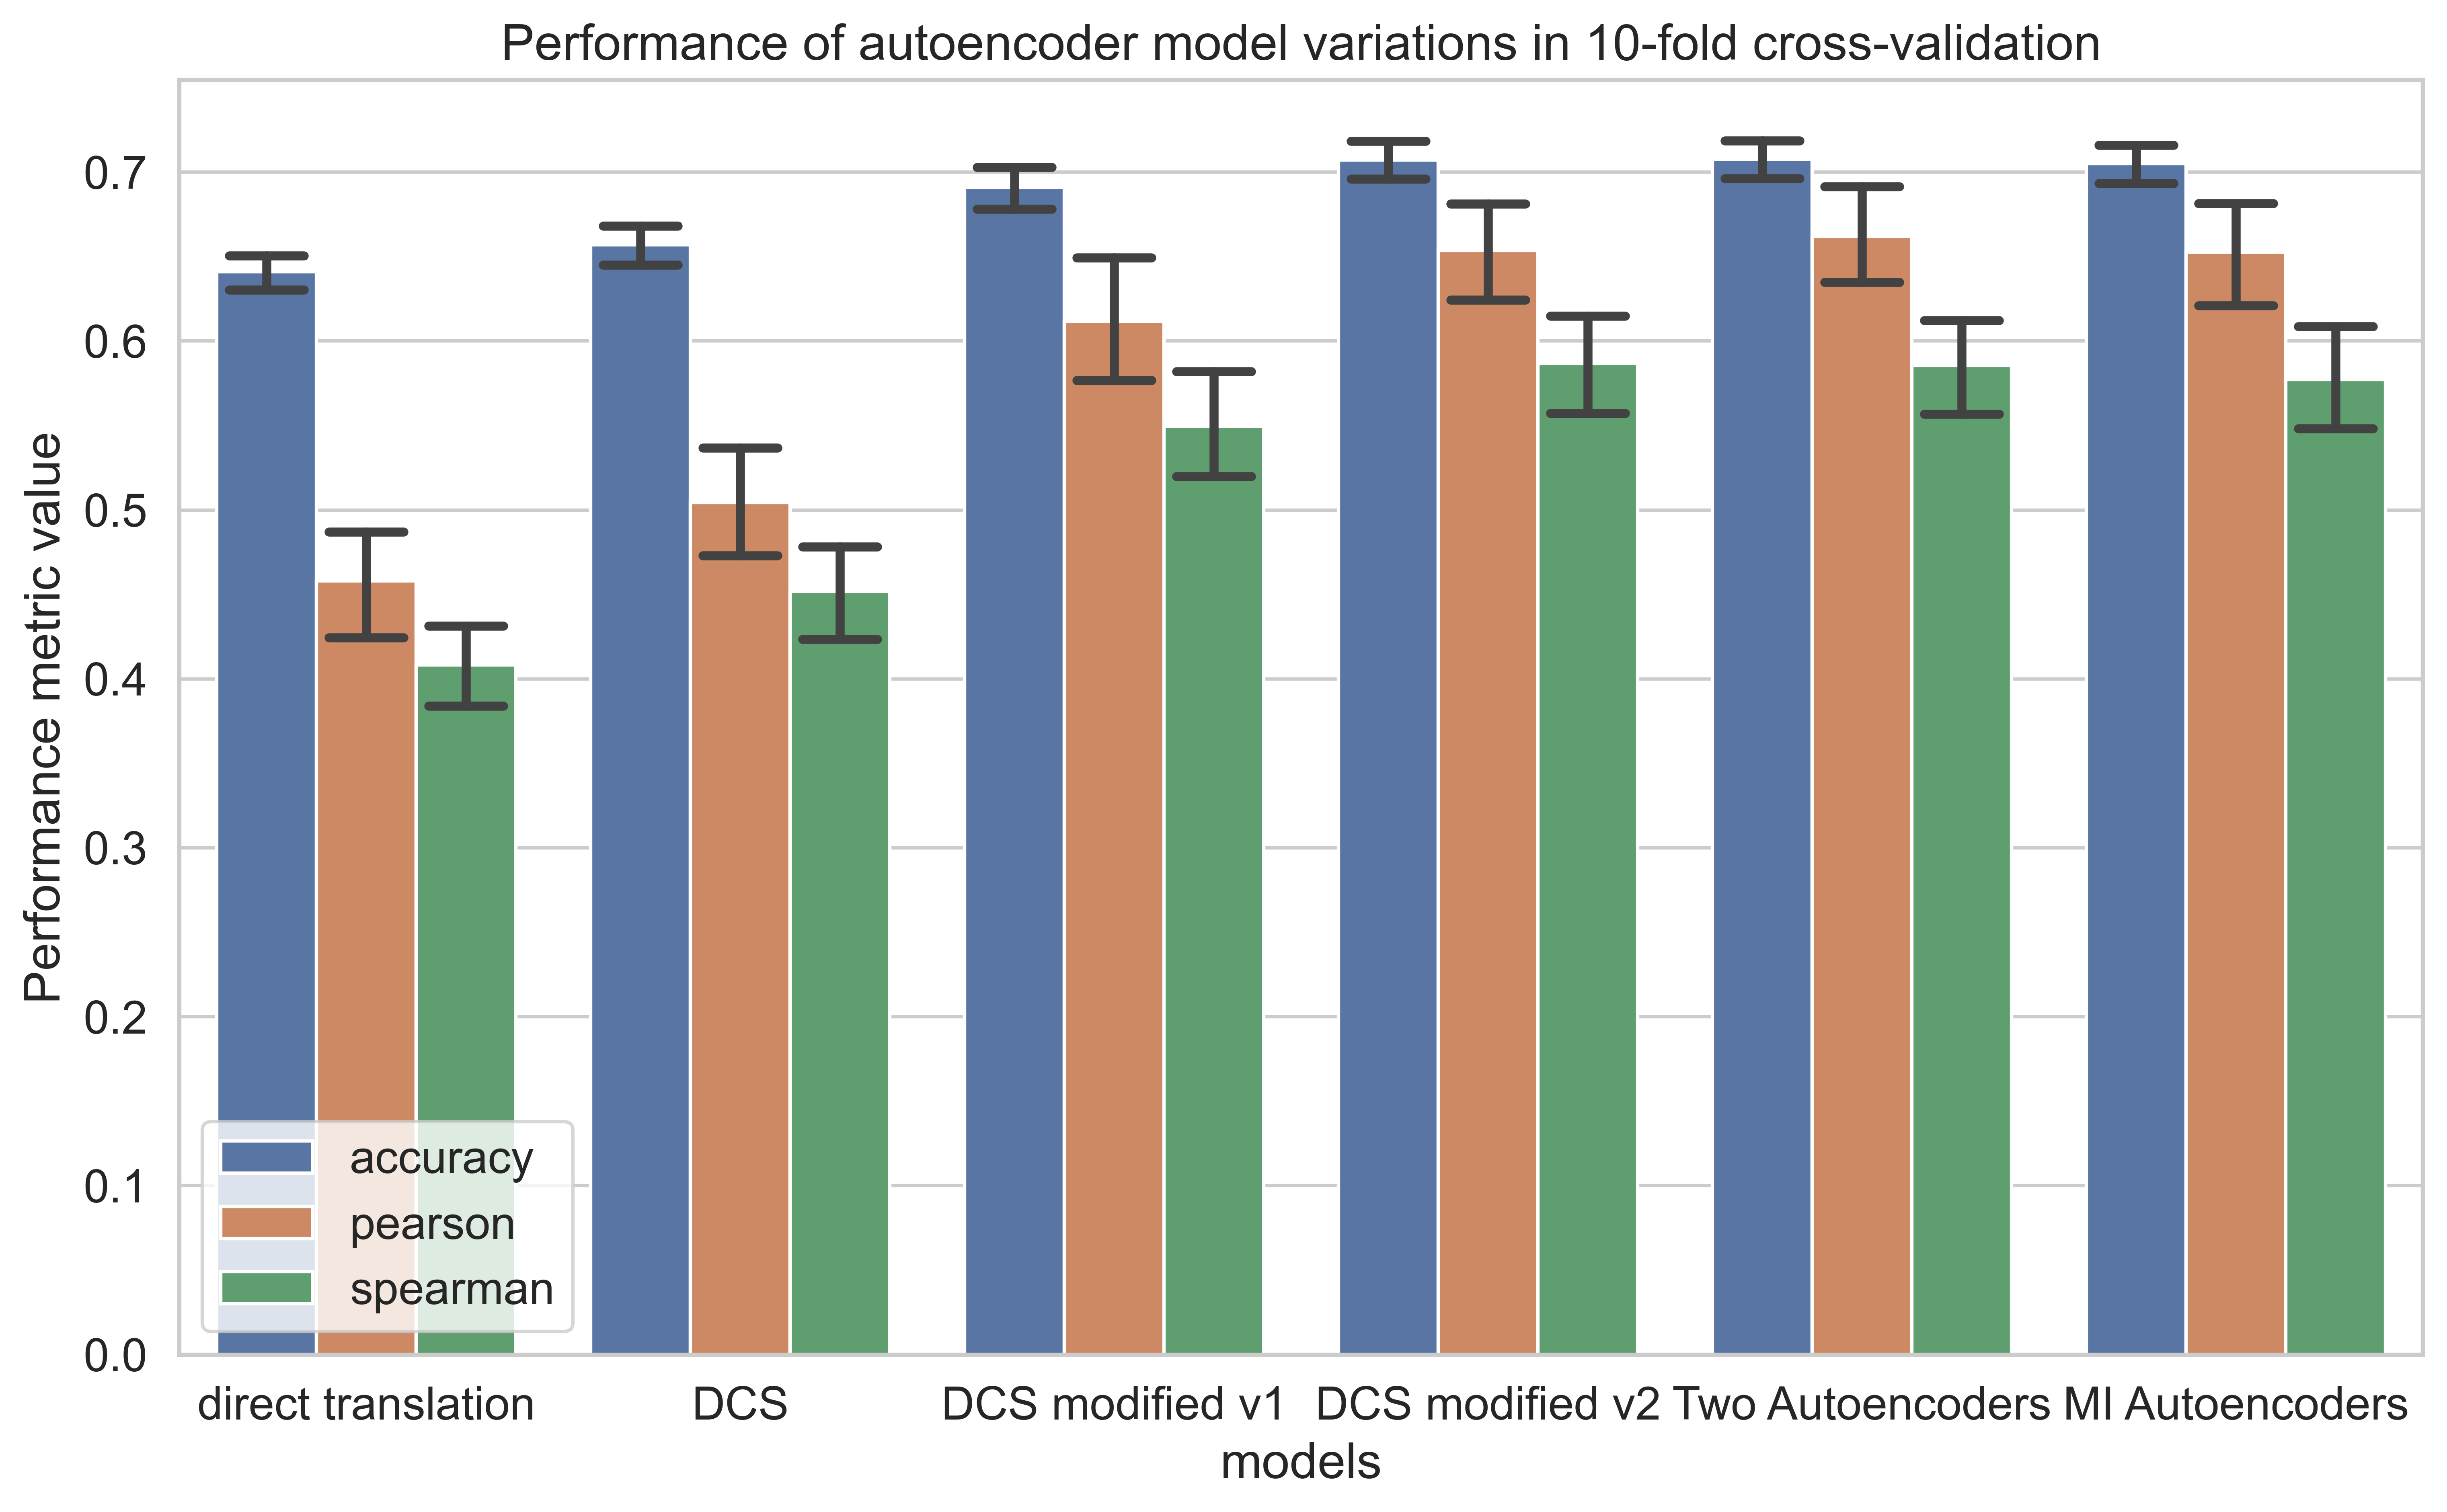 Performance of autoencoder model variations in 10-fold cross-validation
Performance metric value
0.7
0.6
0.5
0.4
0.3
0.2
0.1
0.0
accuracy
pearson
spearman
direct translation DCS DCS modified v1 DCS modified v2 Two Autoencoders MI Autoencoders
models